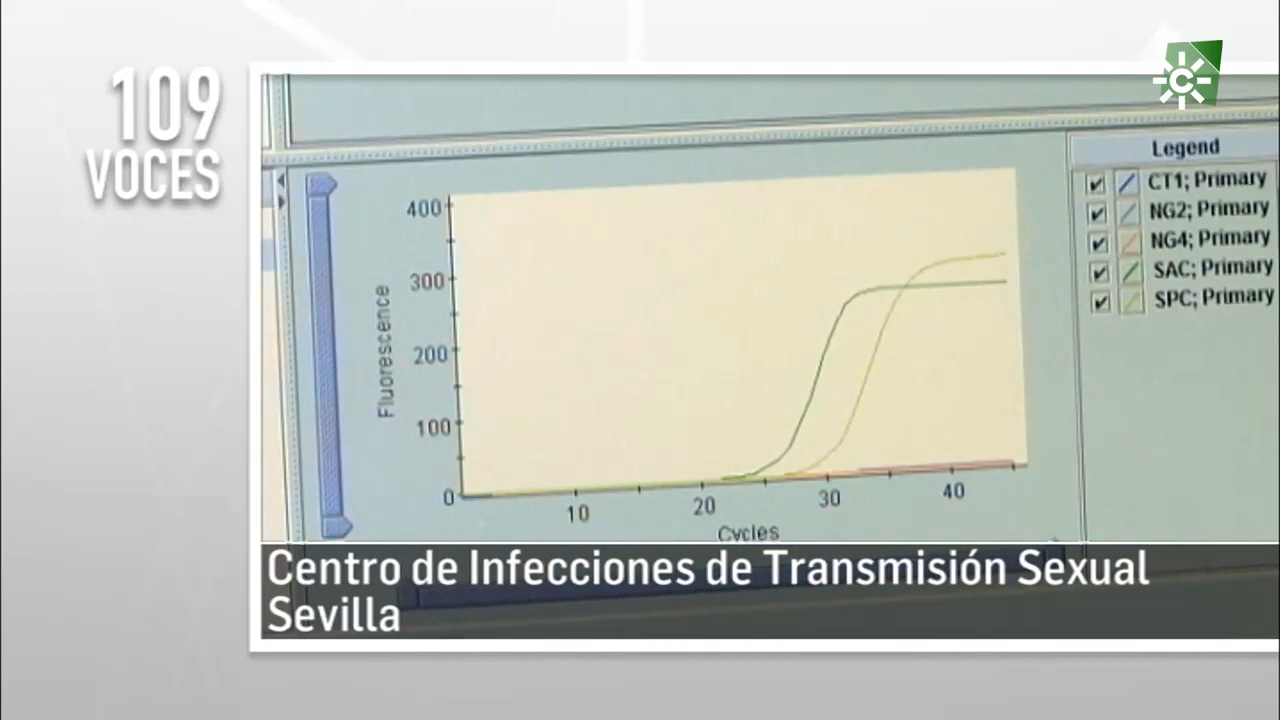 109
VOCES
Legend
CT1; Primary
NG2; Primary
NG4; Primary
SAC; Primary
SPC; Primary
400
300
200
100
0
Fluorescence
10
20
30
40
Cycles
C
Centro de Infecciones de Transmisión Sexual
Sevilla